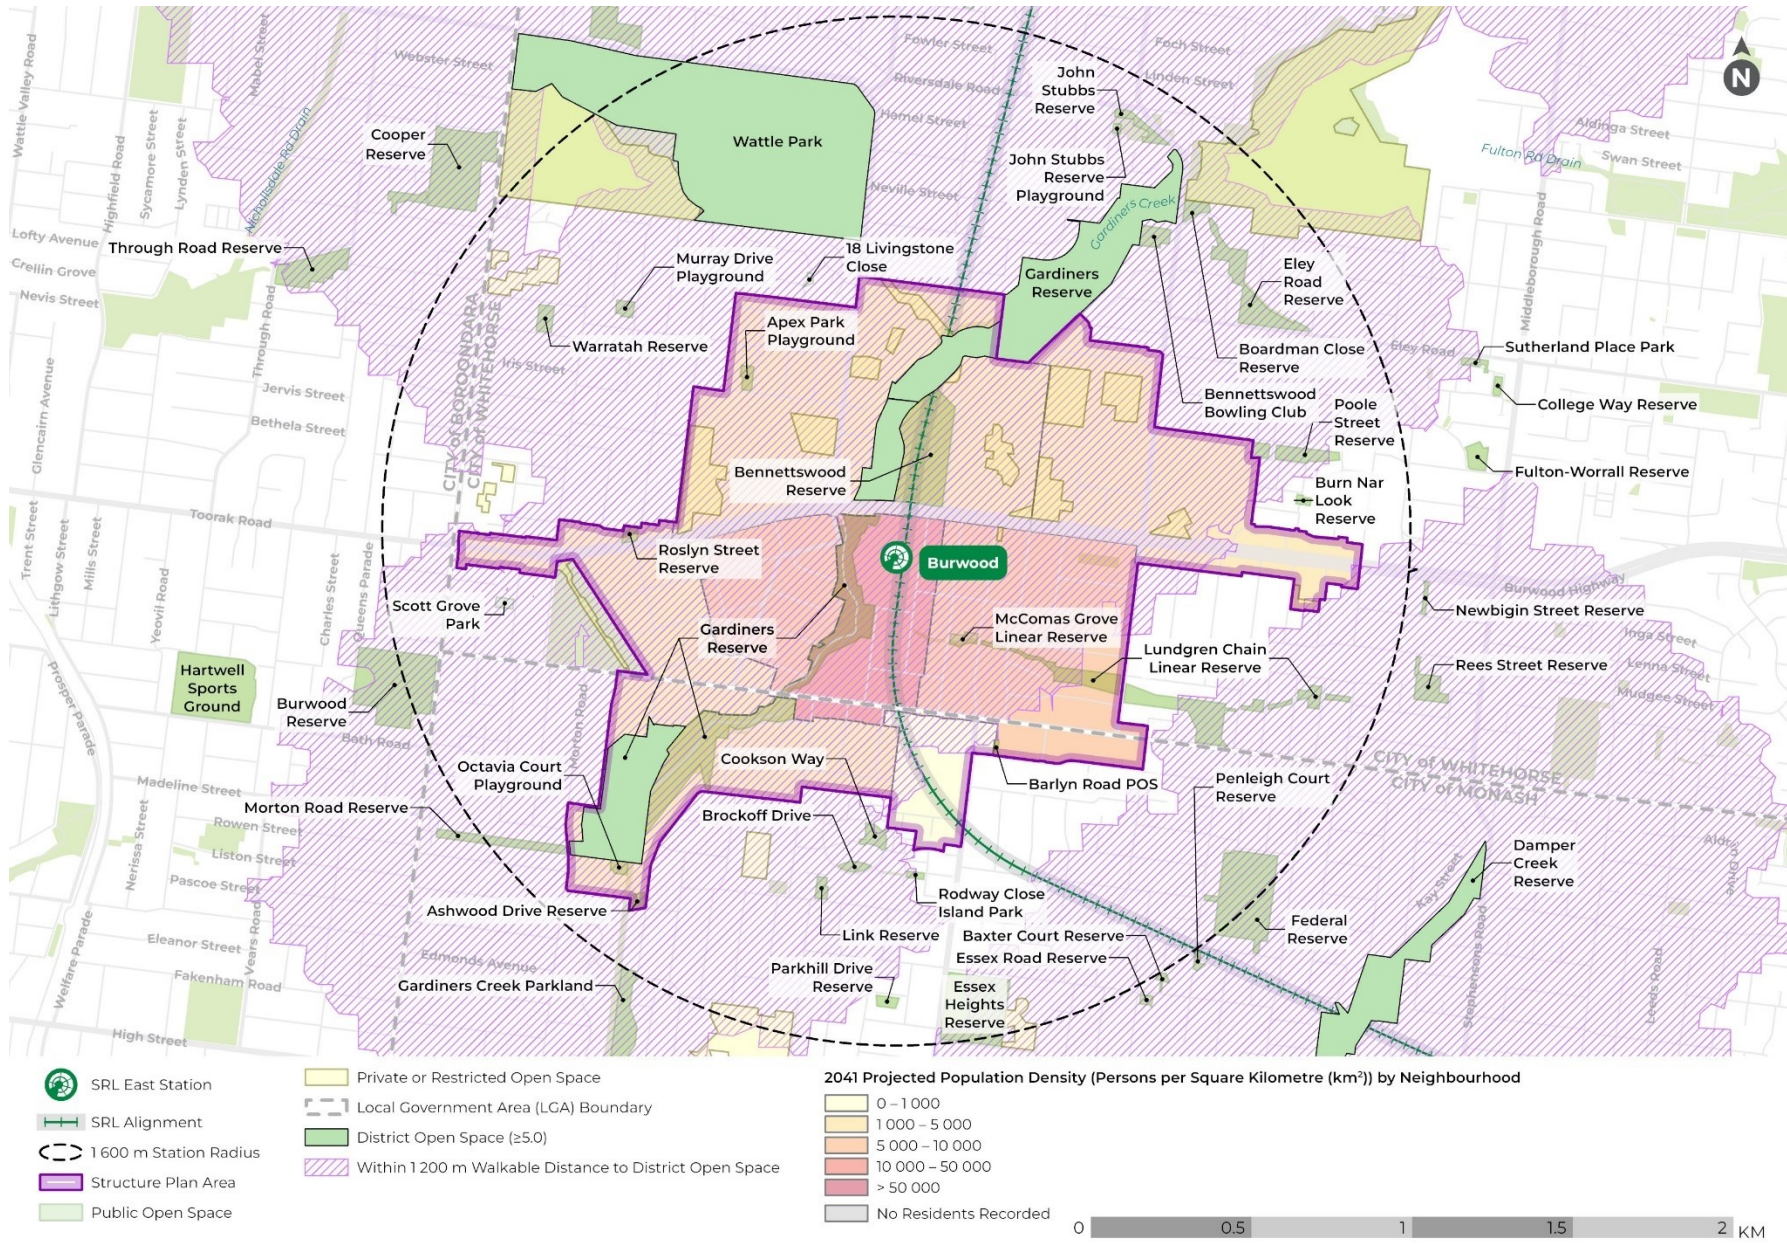 Wattle Valley Road
Mabel Street
Webster Street
Fowler Street
Riversdale Road
Hamel Street
Foch Street
Linden Street
N
John
Stubbs
Reserve
Cooper
Reserve
Wattle Park
Highfield Road
Sycamore Street
Lynden Street
Nicholsdale Rd Drain
Neville Street
John Stubbs
Reserve
Playground
Gardiners Creek
Aldinga Street
Swan Street
Fulton Rd Drain
Lofty Avenue
Crellin Grove
Nevis Street
Through Road Reserve
Murray Drive
Playground
18 Livingstone
Close
Gardiners
Reserve
Eley
Road
Reserve
Middleborough Road
Through Road
CITY of BOROONDARA
CITY of WHITEHORSE
Warratah Reserve
Iris Street
Apex Park
Playground
Boardman Close
Reserve
Eley Road
Sutherland Place Park
Glencairn Avenue
Jervis Street
Bethela Street
Bennettswood
Bowling Club
College Way Reserve
Poole
Street
Reserve
Bennettswood
Reserve
Fulton-Worrall Reserve
Burn Nar
Look
Reserve
Toorak Road
Trent Street
Lithgow Street
Mills Street
Roslyn Street
Reserve
Burwood
Burwood Highway
Yeovil Road
Charles Street
Queens Parade
Scott Grove
Park
Gardiners
Reserve
McComas Grove
Linear Reserve
Newbigin Street Reserve
Inga Street
Lundgren Chain
Linear Reserve
Lenna Street
Rees Street Reserve
Mudgee Street
Prosper Parade
Hartwell
Sports
Ground
Burwood
Reserve
Bath Road
Morton Road
Octavia Court
Playground
Cookson Way
CITY of WHITEHORSE
CITY of MONASH
Barlyn Road POS
Penleigh Court
Reserve
Madeline Street
Morton Road Reserve
Rowen Street
Brockoff Drive
Nerissa Street
Liston Street
Pascoe Street
Kay Street
Damper
Creek
Reserve
Aldrin Drive
Ashwood Drive Reserve
Rodway Close
Island Park
Welfare Parade
Eleanor Street
Vears Road
Link Reserve
Baxter Court Reserve
Federal
Reserve
Edmonds Avenue
Essex Road Reserve
Stephensons Road
Leeds Road
Fakenham Road
Gardiners Creek Parkland
Parkhill Drive
Reserve
Essex
Heights
Reserve
High Street
SRL East Station
SRL Alignment
1 600 m Station Radius
Structure Plan Area
Public Open Space
Private or Restricted Open Space
Local Government Area (LGA) Boundary
District Open Space (≥5.0)
Within 1 200 m Walkable Distance to District Open Space
2041 Projected Population Density (Persons per Square Kilometre (km²)) by Neighbourhood
0 – 1 000
1 000 – 5 000
5 000 – 10 000
10 000 – 50 000
> 50 000
No Residents Recorded
0 0.5 1 1.5 2 KM